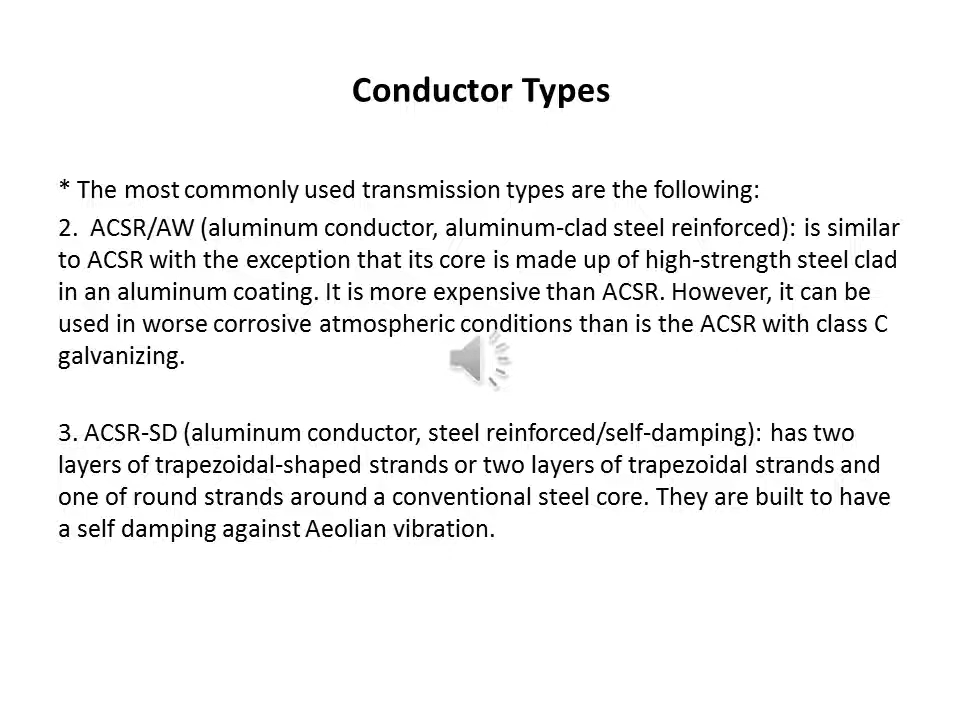 Conductor Types
* The most commonly used transmission types are the following:
2.  ACSR/AW (aluminum conductor, aluminum-clad steel reinforced): is similar
to ACSR with the exception that its core is made up of high-strength steel clad
in an aluminum coating. It is more expensive than ACSR. However, it can be
used in worse corrosive atmospheric conditions than is the ACSR with class C
galvanizing.
3. ACSR-SD (aluminum conductor, steel reinforced/self-damping): has two
layers of trapezoidal-shaped strands or two layers of trapezoidal strands and
one of round strands around a conventional steel core. They are built to have
a self damping against Aeolian vibration.